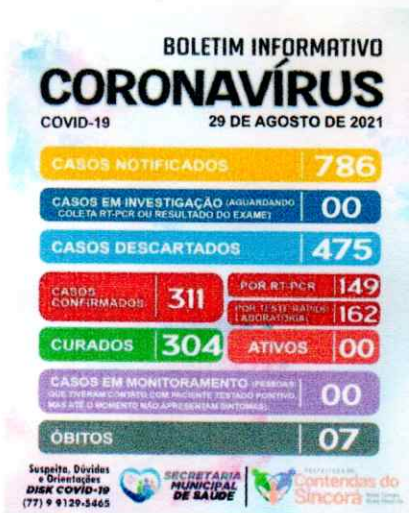 BOLETIM INFORMATIVO
CORONAVÍRUS
COVID-19 29 DE AGOSTO DE 2021
CASOS NOTIFICADOS 786
CASOS EM INVESTIGAÇÃO (AGUARDANDO
COLETA RT-PCR OU RESULTADO DO EXAME) 00
CASOS DESCARTADOS 475
CASOS
CONFIRMADOS 311
POR RT-PCR 149
POR TESTE RÁPIDO
LABORATORIAL 162
CURADOS 304 ATIVOS 00
CASOS EM MONITORAMENTO (PESSOAS
QUE TIVERAM CONTATO COM PACIENTE TESTADO POSITIVO,
MAS ATÉ O MOMENTO NÃO APRESENTAM SINTOMAS) 00
ÓBITOS 07
Suspeita, Dúvidas
e Orientações
DISK COVID-19
(77) 9 9129-5465
SECRETARIA
MUNICIPAL
DE SAÚDE
PREFEITURA DE
Contendas do
Sincorá